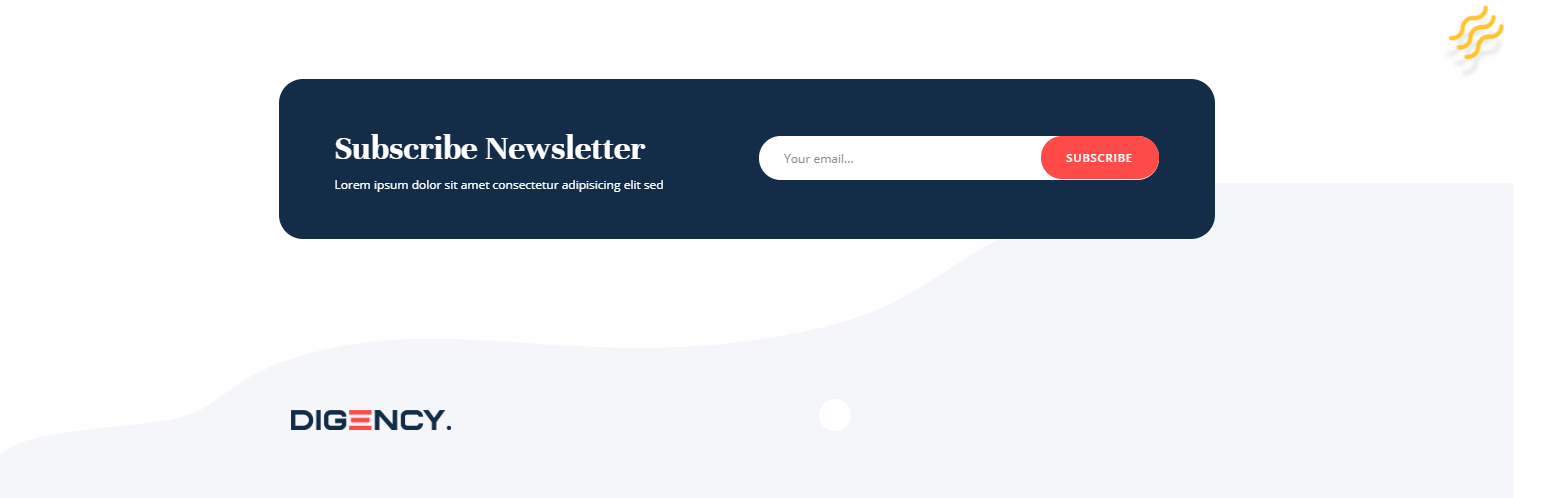 Subscribe Newsletter
Lorem ipsum dolor sit amet consectetur adipisicing elit sed
Your email...
SUBSCRIBE
DIGENCY.